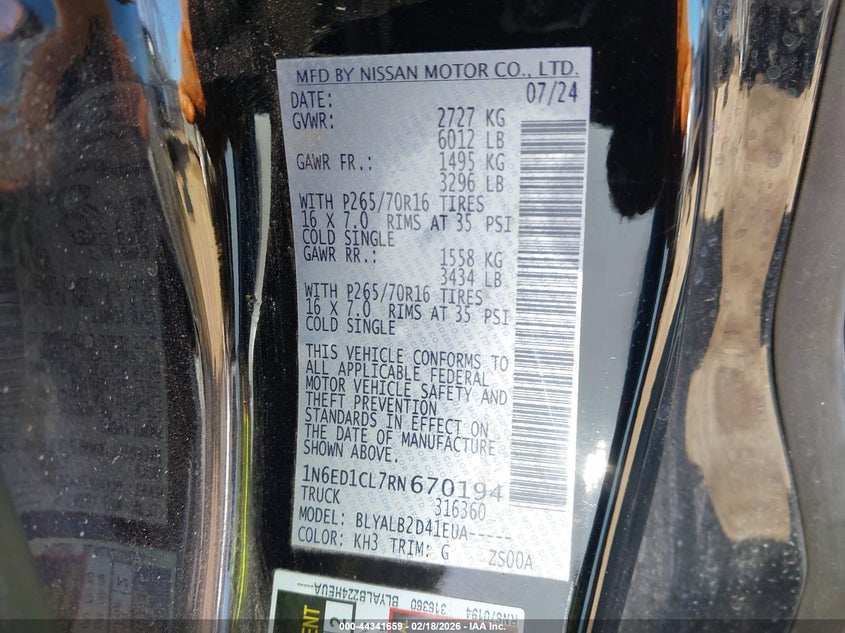 MFD BY NISSAN MOTOR CO., LTD.
DATE: 07/24
GVWR: 2727 KG
6012 LB
GAWR FR.: 1495 KG
3296 LB
WITH P265/70R16 TIRES
16 X 7.0 RIMS AT 35 PSI
COLD SINGLE
GAWR RR.: 1558 KG
3434 LB
WITH P265/70R16 TIRES
16 X 7.0 RIMS AT 35 PSI
COLD SINGLE
THIS VEHICLE CONFORMS TO
ALL APPLICABLE FEDERAL
MOTOR VEHICLE SAFETY AND
THEFT PREVENTION
STANDARDS IN EFFECT ON
THE DATE OF MANUFACTURE
SHOWN ABOVE.
1N6ED1CL7RN670194
TRUCK 316360
MODEL: BLYALB2D41EUA-----
COLOR: KH3 TRIM: G ZS00A
RN670194
316360 BLYALBZZ4HEUA
000-44341659 | 02/18/2026 - IAA Inc.